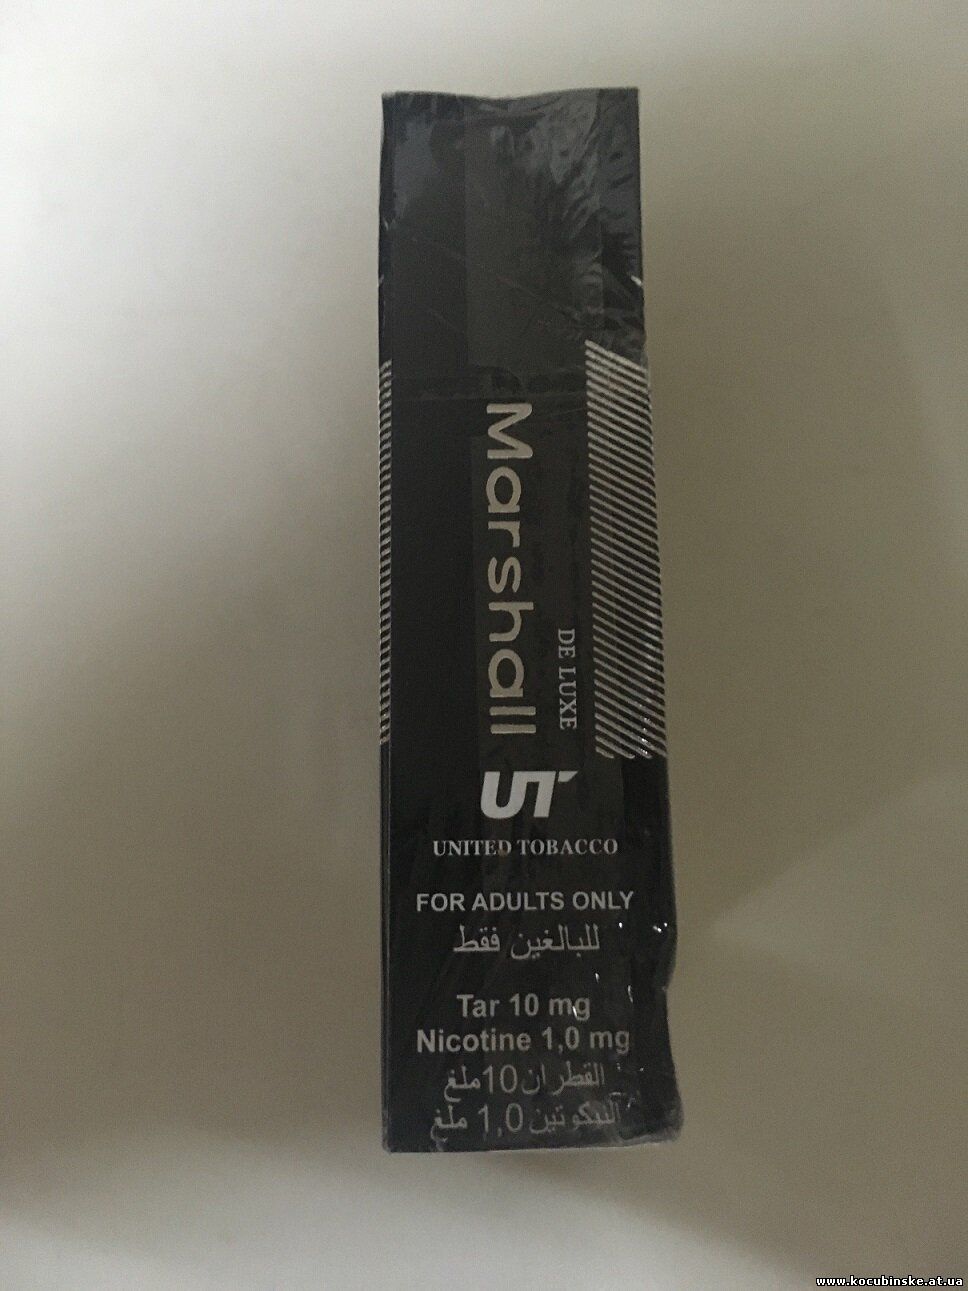 Marshall
DE LUXE
UT
UNITED TOBACCO
FOR ADULTS ONLY
للبالغين فقط
Tar 10 mg
Nicotine 1,0 mg
القطران 10 ملغ
النيكوتين 1,0 ملغ
www.kocubinske.at.ua